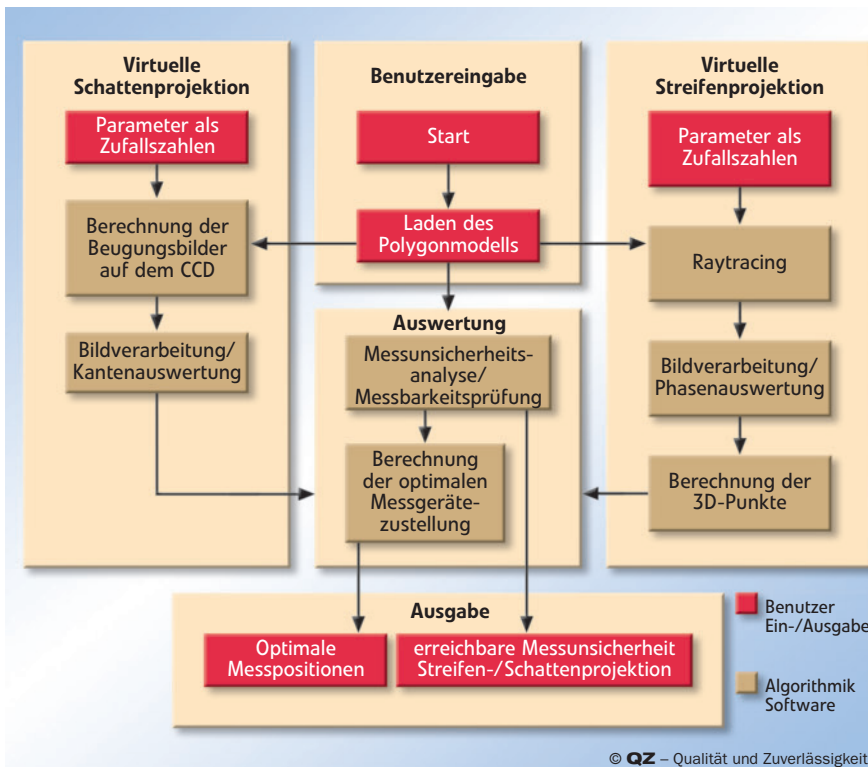 Virtuelle
Schattenprojektion
Parameter als
Zufallszahlen
Berechnung der
Beugungsbilder
auf dem CCD
Bildverarbeitung/
Kantenauswertung
Benutzereingabe
Start
Laden des
Polygonmodells
Auswertung
Messunsicherheits-
analyse/
Messbarkeitsprüfung
Berechnung
der optimalen
Messgeräte-
zustellung
Virtuelle
Streifenprojektion
Parameter als
Zufallszahlen
Raytracing
Bildverarbeitung/
Phasenauswertung
Berechnung der
3D-Punkte
Ausgabe
Optimale
Messpositionen
erreichbare Messunsicherheit
Streifen-/Schattenprojektion
Benutzer
Ein-/Ausgabe
Algorithmik
Software
© QZ – Qualität und Zuverlässigkeit